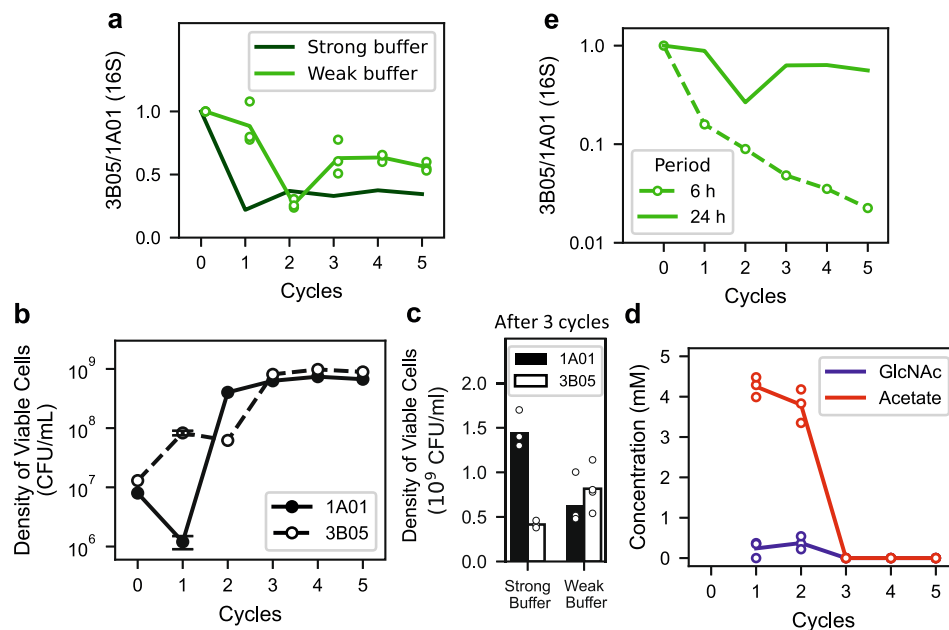 a
3B05/1A01 (16S)
1.0
0.5
0.0
Strong buffer
Weak buffer
0 1 2 3 4 5
Cycles
e
3B05/1A01 (16S)
1.0
0.1
0.01
Period
6 h
24 h
0 1 2 3 4 5
Cycles
b
Density of Viable Cells
(CFU/mL)
10⁹
10⁸
10⁷
10⁶
1A01
3B05
0 1 2 3 4 5
Cycles
c
After 3 cycles
Density of Viable Cells
(10⁹ CFU/ml)
2.0
1.5
1.0
0.5
0.0
1A01
3B05
Strong Weak
Buffer Buffer
d
Concentration (mM)
5
4
3
2
1
0
GlcNAc
Acetate
0 1 2 3 4 5
Cycles